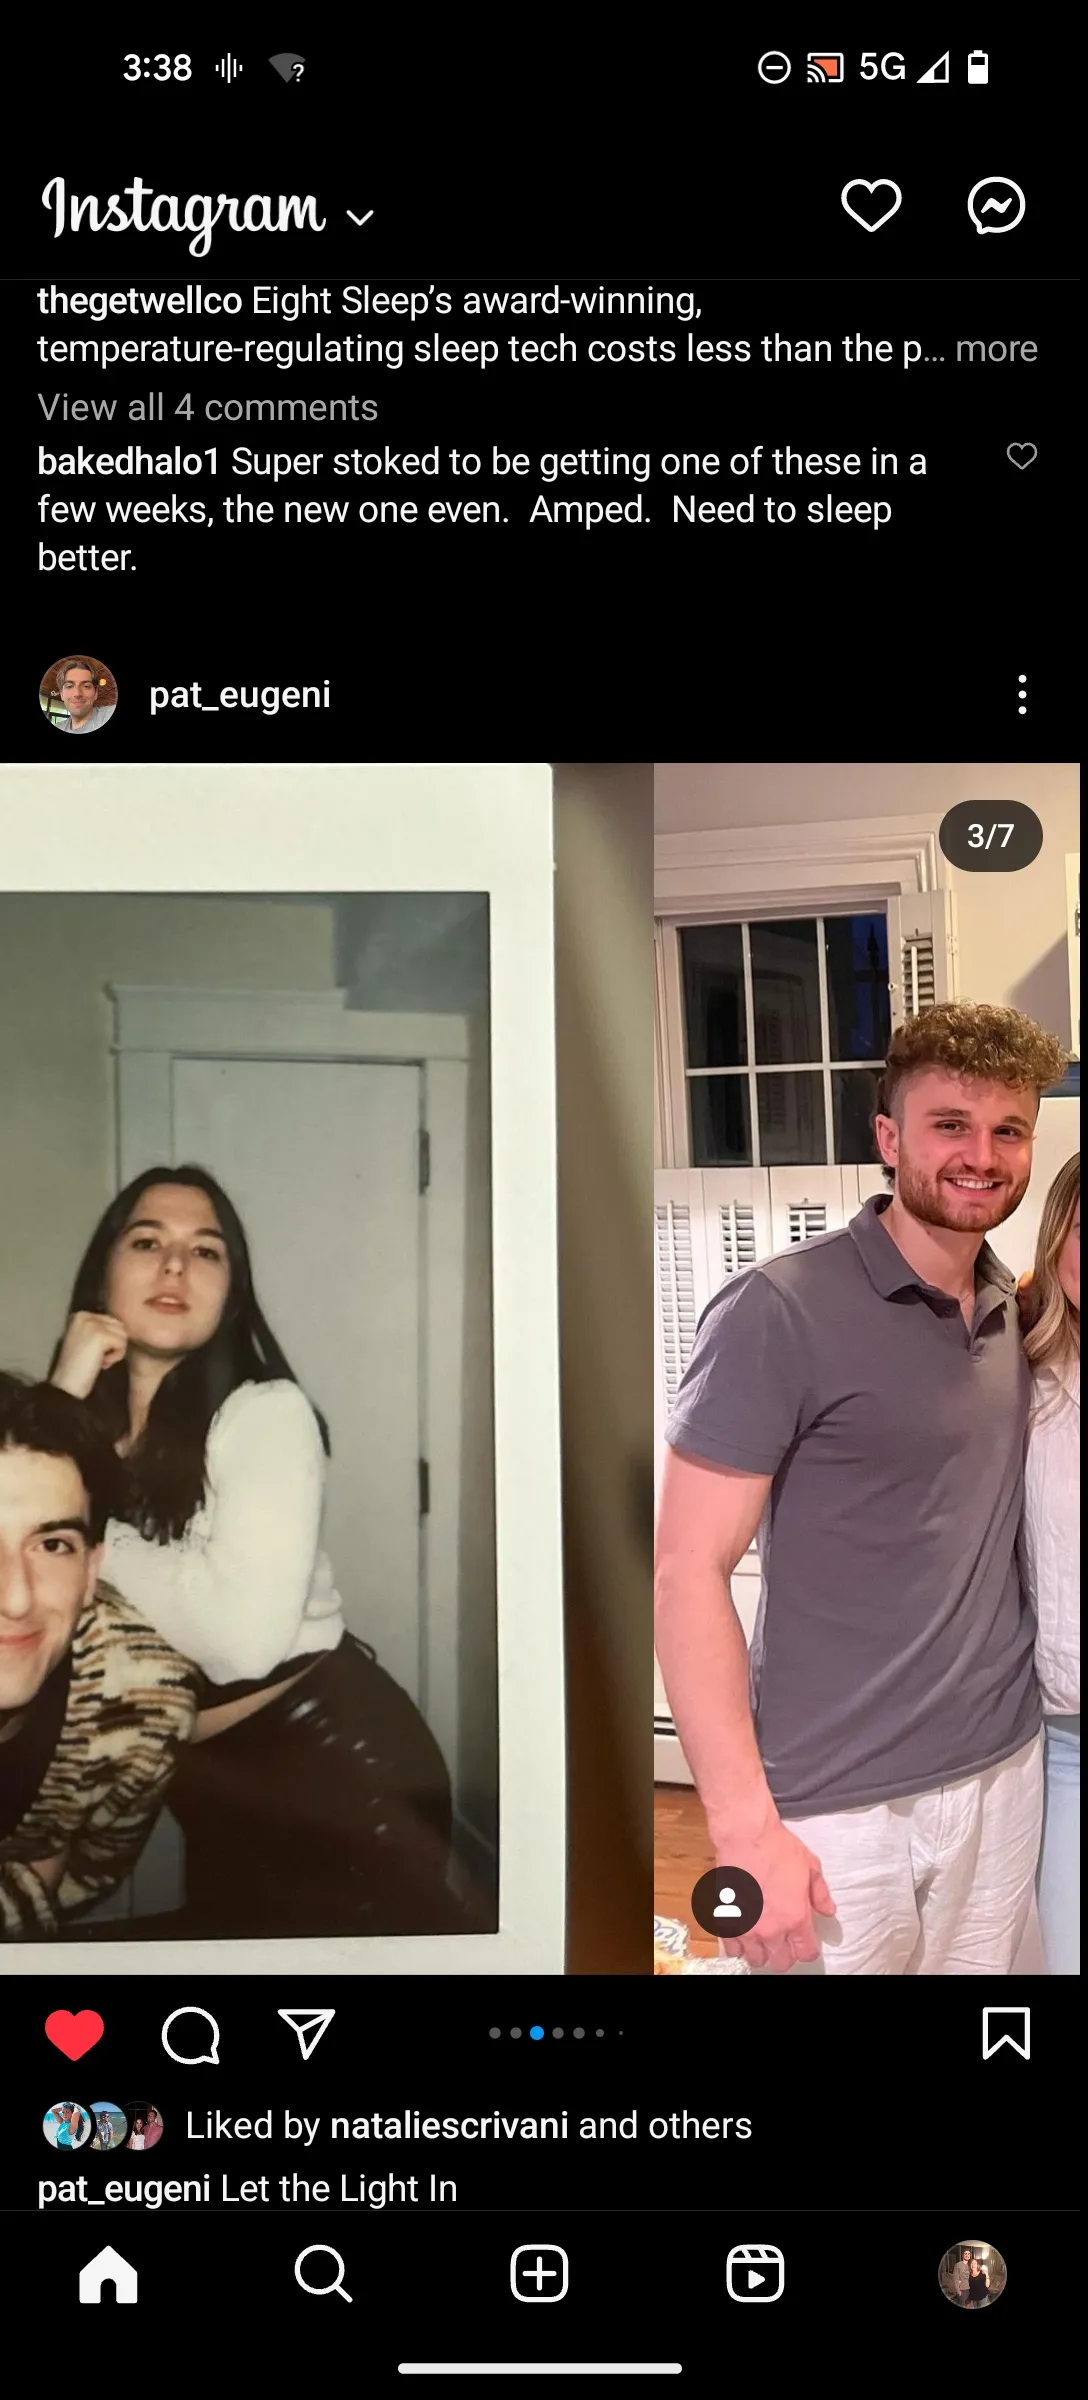 3:38
5G
Instagram
thegetwellco Eight Sleep’s award-winning,
temperature-regulating sleep tech costs less than the p... more
View all 4 comments
bakedhalo1 Super stoked to be getting one of these in a
few weeks, the new one even.  Amped.  Need to sleep
better.
pat_eugeni
3/7
Liked by nataliescrivani and others
pat_eugeni Let the Light In